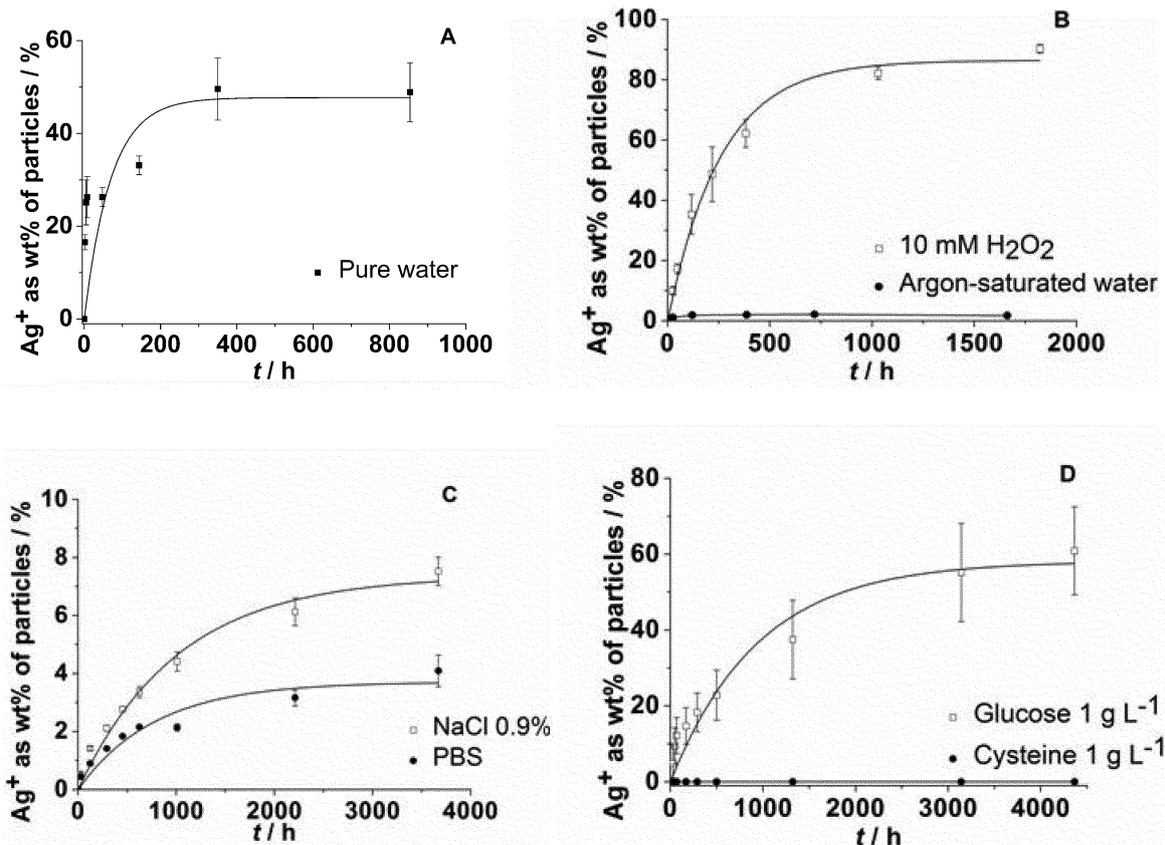 A
Ag+ as wt% of particles / %
60
40
20
0
Pure water
0 200 400 600 800 1000
t / h
B
Ag+ as wt% of particles / %
100
80
60
40
20
0
10 mM H2O2
Argon-saturated water
0 500 1000 1500 2000
t / h
C
Ag+ as wt% of particles / %
10
8
6
4
2
0
NaCl 0.9%
PBS
0 1000 2000 3000 4000
t / h
D
Ag+ as wt% of particles / %
80
60
40
20
0
Glucose 1 g L-1
Cysteine 1 g L-1
0 1000 2000 3000 4000
t / h